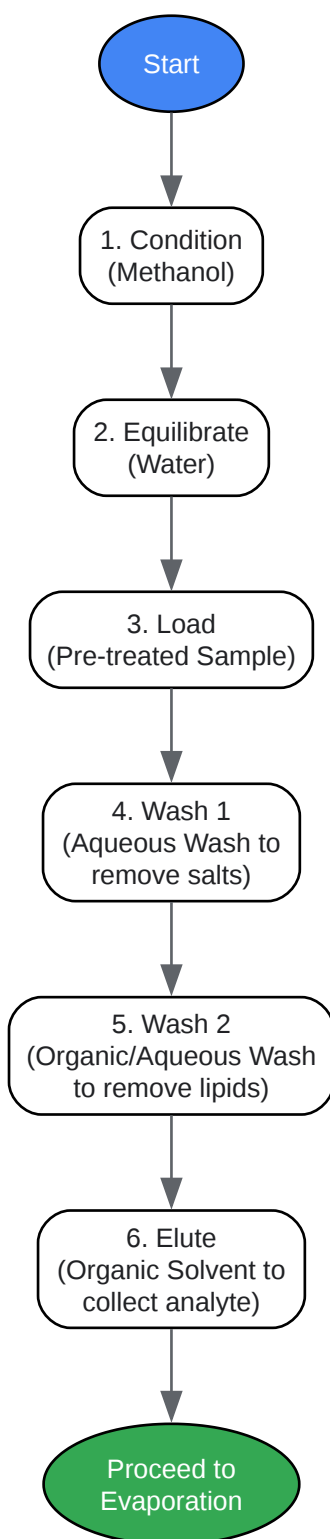 Start
1. Condition
(Methanol)
2. Equilibrate
(Water)
3. Load
(Pre-treated Sample)
4. Wash 1
(Aqueous Wash to
remove salts)
5. Wash 2
(Organic/Aqueous Wash
to remove lipids)
6. Elute
(Organic Solvent to
collect analyte)
Proceed to
Evaporation